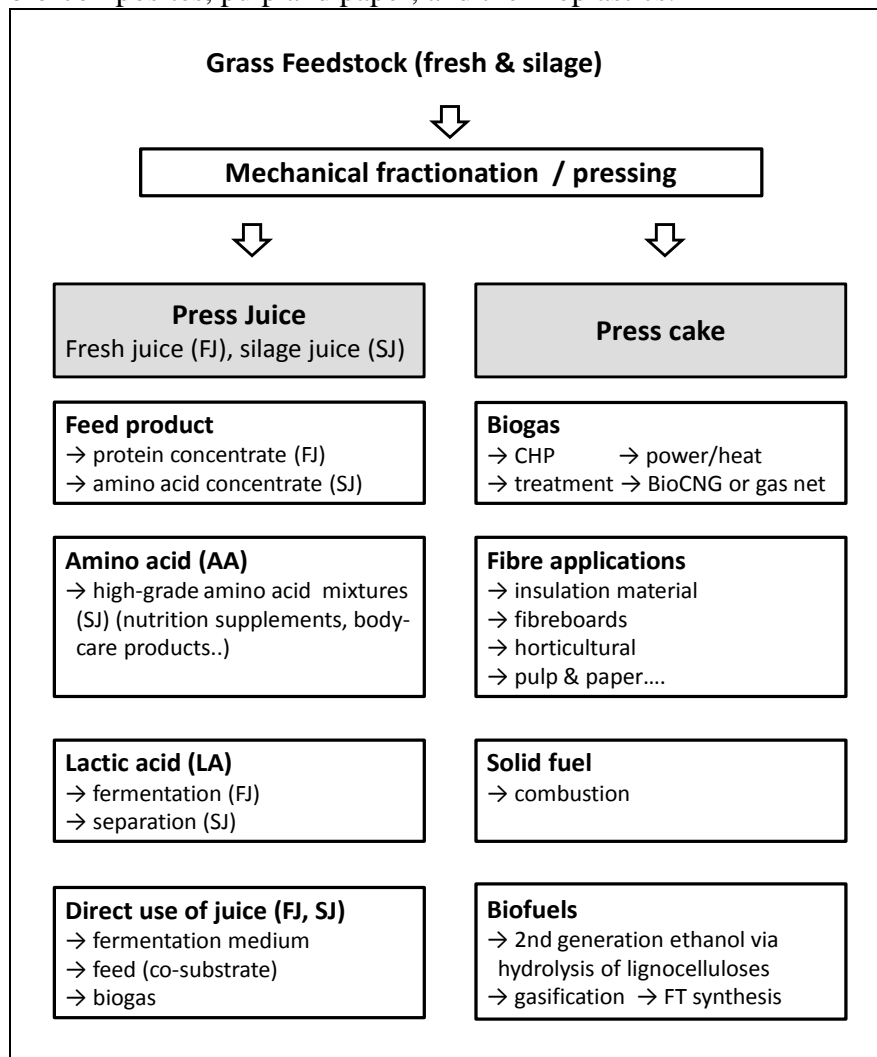 Grass Feedstock (fresh & silage)
Mechanical fractionation / pressing
Press Juice
Fresh juice (FJ), silage juice (SJ)
Feed product
→ protein concentrate (FJ)
→ amino acid concentrate (SJ)
Amino acid (AA)
→ high-grade amino acid mixtures
(SJ) (nutrition supplements, body-
care products..)
Lactic acid (LA)
→ fermentation (FJ)
→ separation (SJ)
Direct use of juice (FJ, SJ)
→ fermentation medium
→ feed (co-substrate)
→ biogas
Press cake
Biogas
→ CHP → power/heat
→ treatment → BioCNG or gas net
Fibre applications
→ insulation material
→ fibreboards
→ horticultural
→ pulp & paper....
Solid fuel
→ combustion
Biofuels
→ 2nd generation ethanol via
hydrolysis of lignocelluloses
→ gasification → FT synthesis